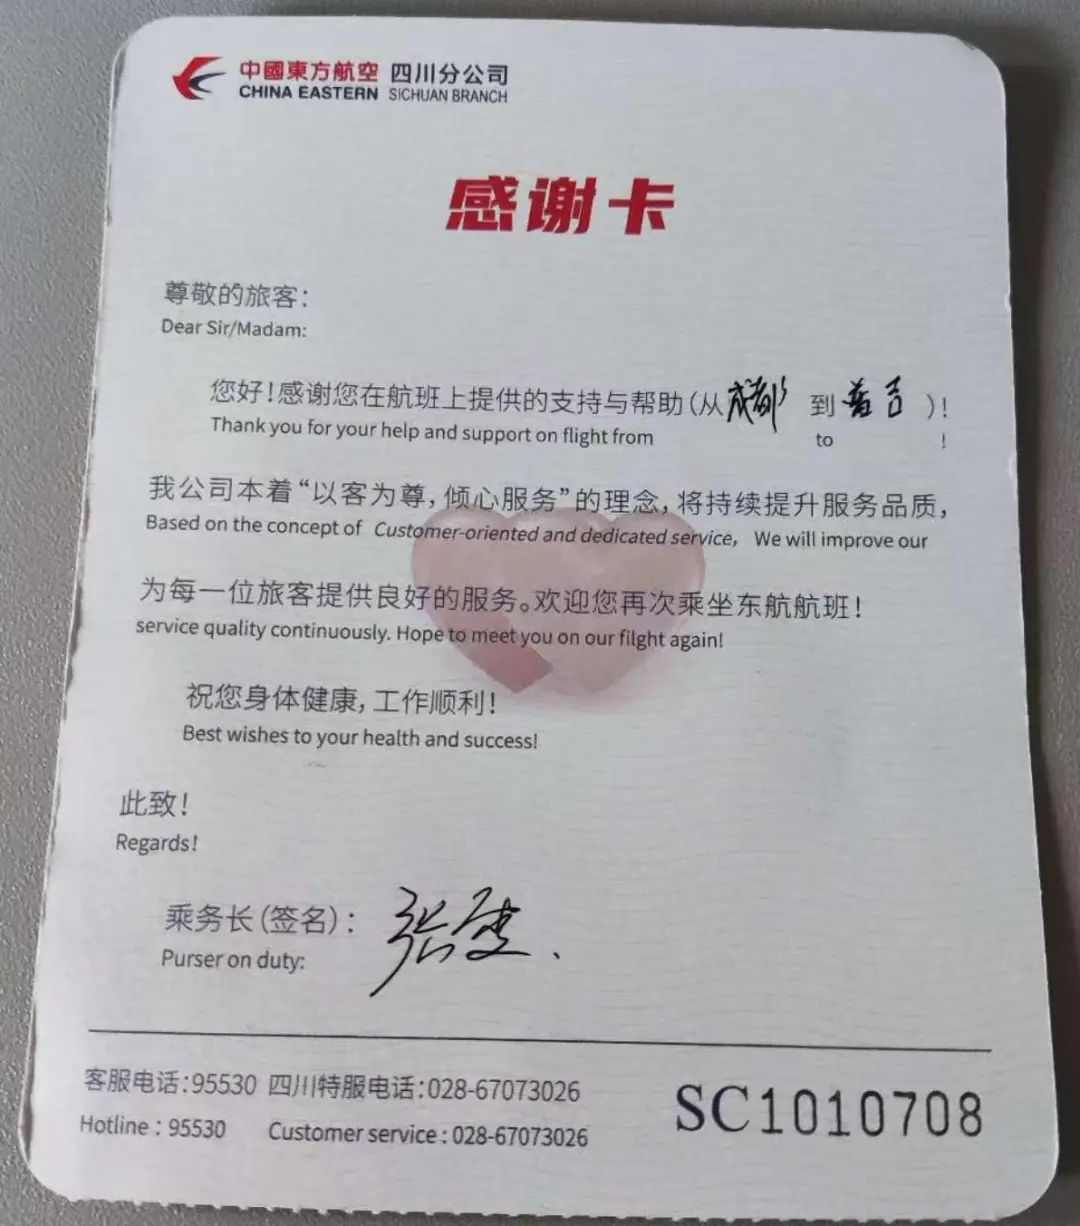 中國東方航空 四川分公司
CHINA EASTERN SICHUAN BRANCH
感谢卡
尊敬的旅客：
Dear Sir/Madam:
您好！感谢您在航班上提供的支持与帮助（从成都 到普吉）！
Thank you for your help and support on flight from to !
我公司本着“以客为尊，倾心服务”的理念，将持续提升服务品质，
Based on the concept of Customer-oriented and dedicated service, We will improve our
为每一位旅客提供良好的服务。欢迎您再次乘坐东航航班！
service quality continuously. Hope to meet you on our filght again!
祝您身体健康，工作顺利！
Best wishes to your health and success!
此致！
Regards!
乘务长（签名）：张
Purser on duty:
客服电话：95530 四川特服电话：028-67073026
Hotline : 95530 Customer service : 028-67073026
SC1010708